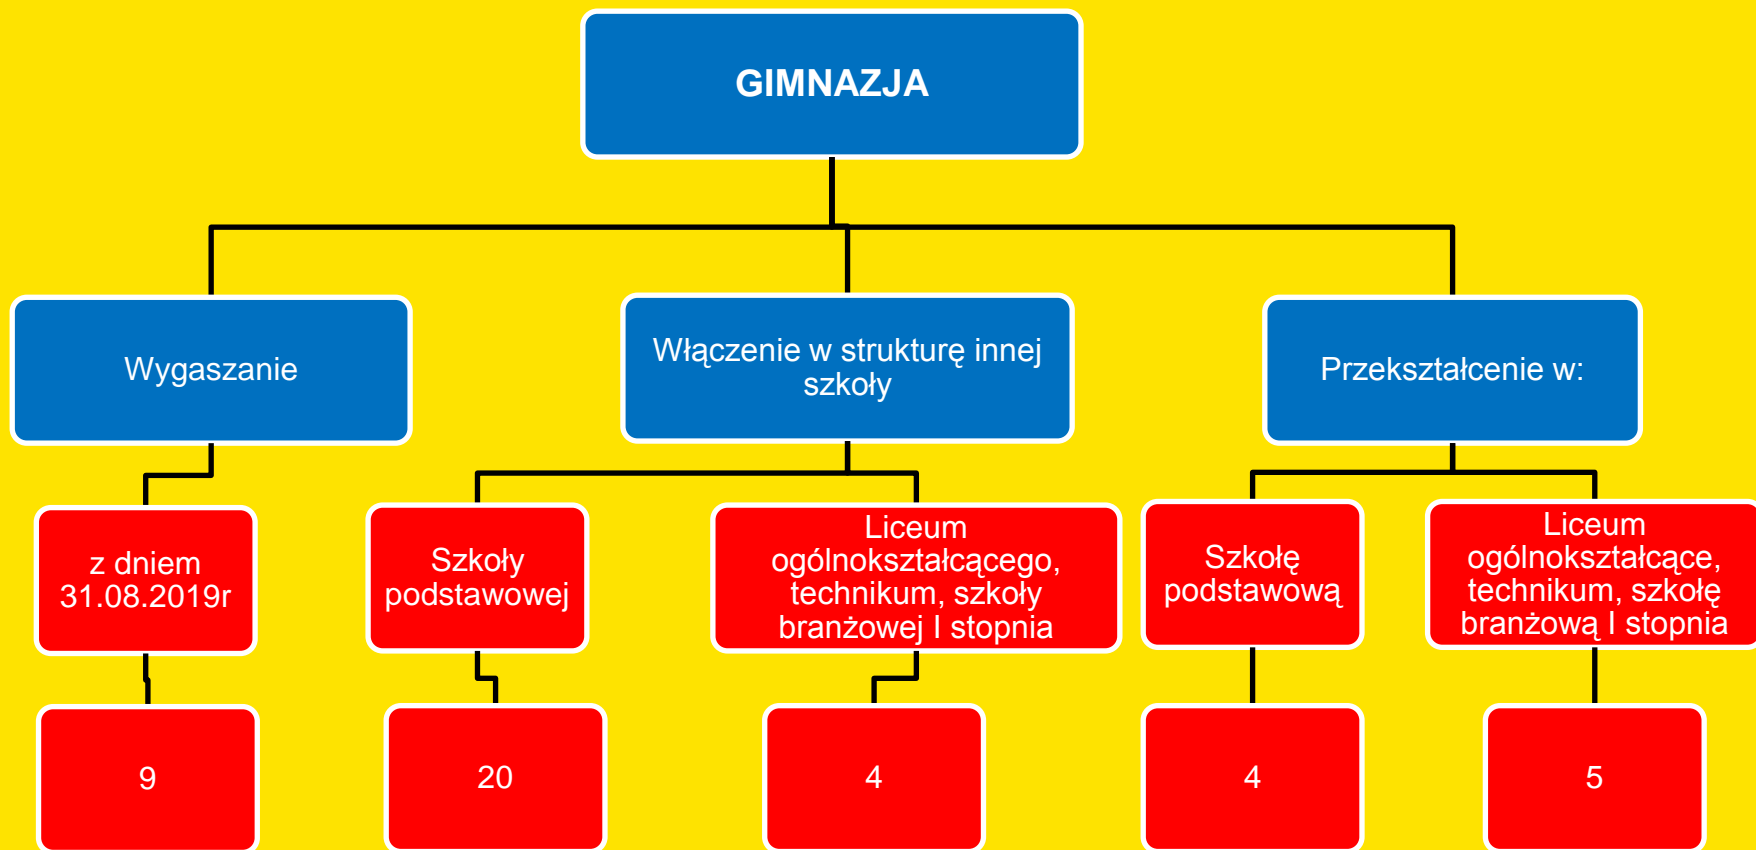 GIMNAZJA
Wygaszanie
Włączenie w strukturę innej
szkoły
Przekształcenie w:
z dniem
31.08.2019r
Szkoły
podstawowej
Liceum
ogólnokształcącego,
technikum, szkoły
branżowej I stopnia
Szkołę
podstawową
Liceum
ogólnokształcące,
technikum, szkołę
branżową I stopnia
9
20
4
4
5